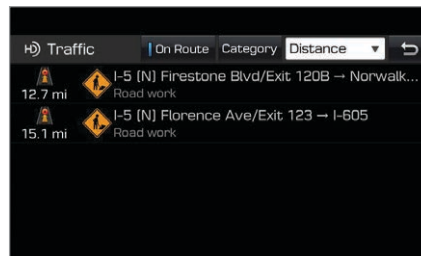 HD) Traffic On Route Category Distance
I-5 (N) Firestone Blvd/Exit 120B → Norwalk...
12.7 mi Road work
I-5 (N) Florence Ave/Exit 123 → I-605
15.1 mi Road work